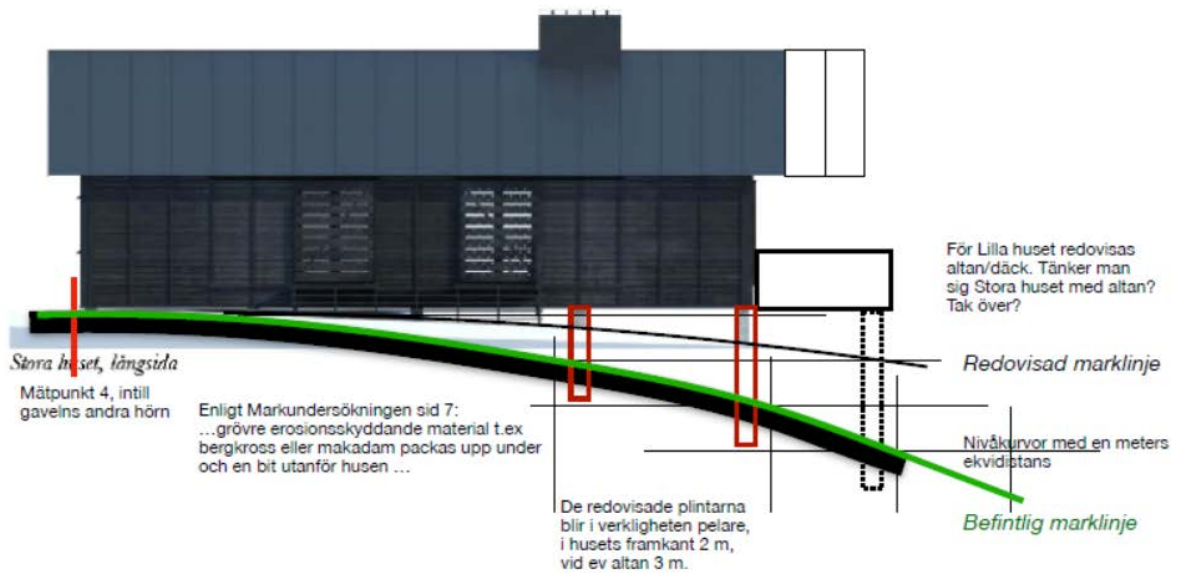 För Lilla huset redovisas
altan/däck. Tänker man
sig Stora huset med altan?
Tak över?
Stora huset, långsida
Redovisad marklinje
Mätpunkt 4, intill
gavelns andra hörn
Enligt Markundersökningen sid 7:
…grövre erosionsskyddande material t.ex
bergkross eller makadam packas upp under
och en bit utanför husen …
Nivåkurvor med en meters
ekvidistans
De redovisade plintarna
blir i verkligheten pelare,
i husets framkant 2 m,
vid ev altan 3 m.
Befintlig marklinje